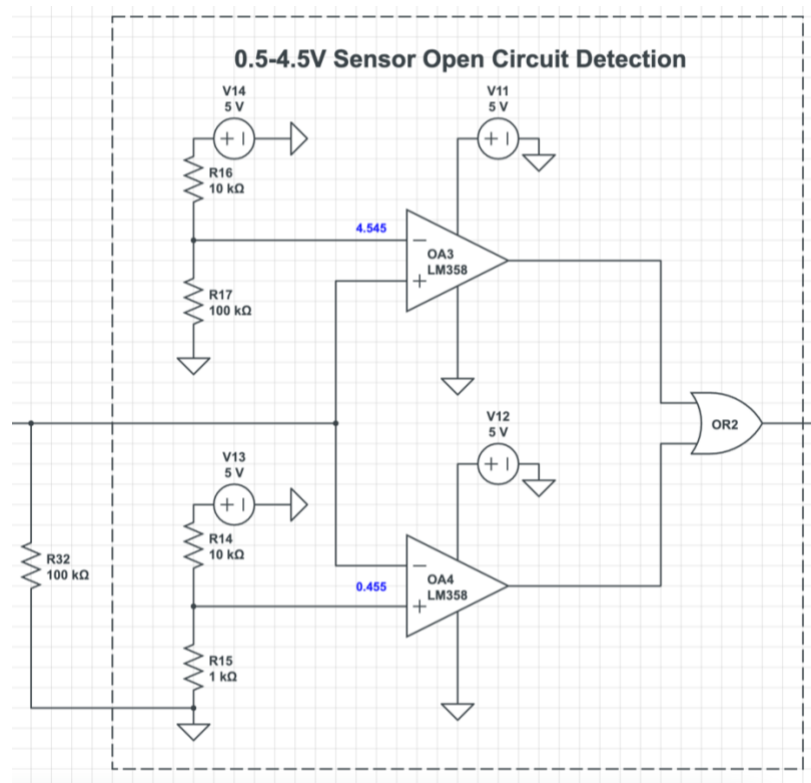 0.5-4.5V Sensor Open Circuit Detection
V14
5 V
V11
5 V
+
R16
10 kΩ
4.545
−
OA3
LM358
+
R17
100 kΩ
V12
5 V
OR2
V13
5 V
+
+
R14
10 kΩ
R32
100 kΩ
−
0.455
OA4
LM358
+
R15
1 kΩ